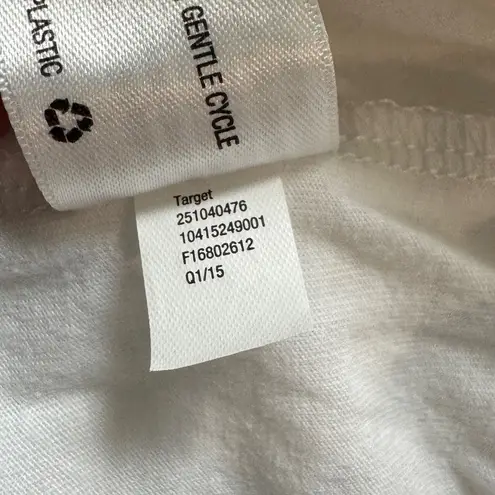 PLASTIC
GENTLE CYCLE
Target
251040476
10415249001
F16802612
Q1/15